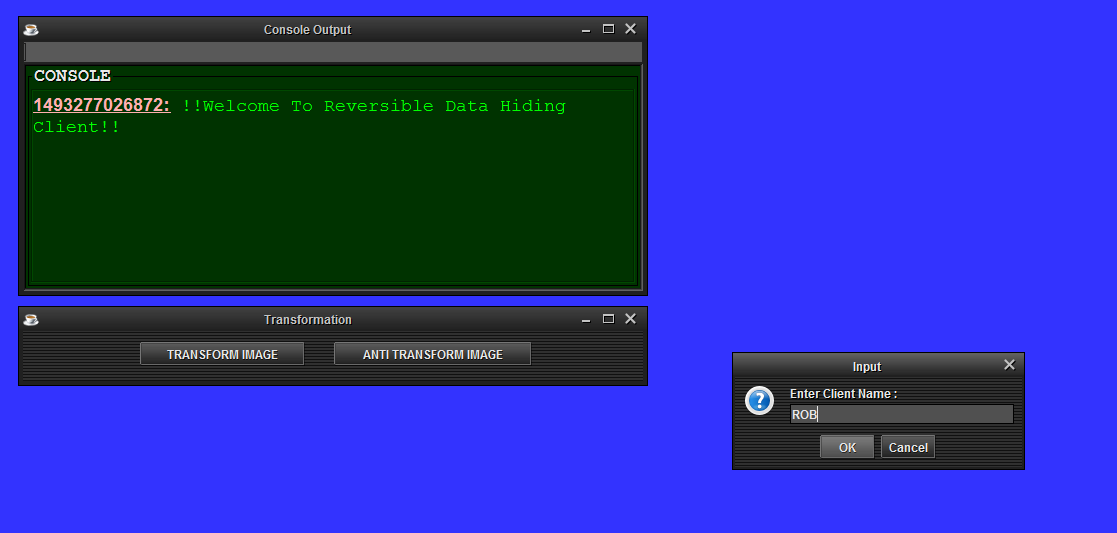 Console Output
CONSOLE
1493277026872: !!Welcome To Reversible Data Hiding
Client!!
Transformation
TRANSFORM IMAGE ANTI TRANSFORM IMAGE
Input
Enter Client Name :
ROB
OK Cancel